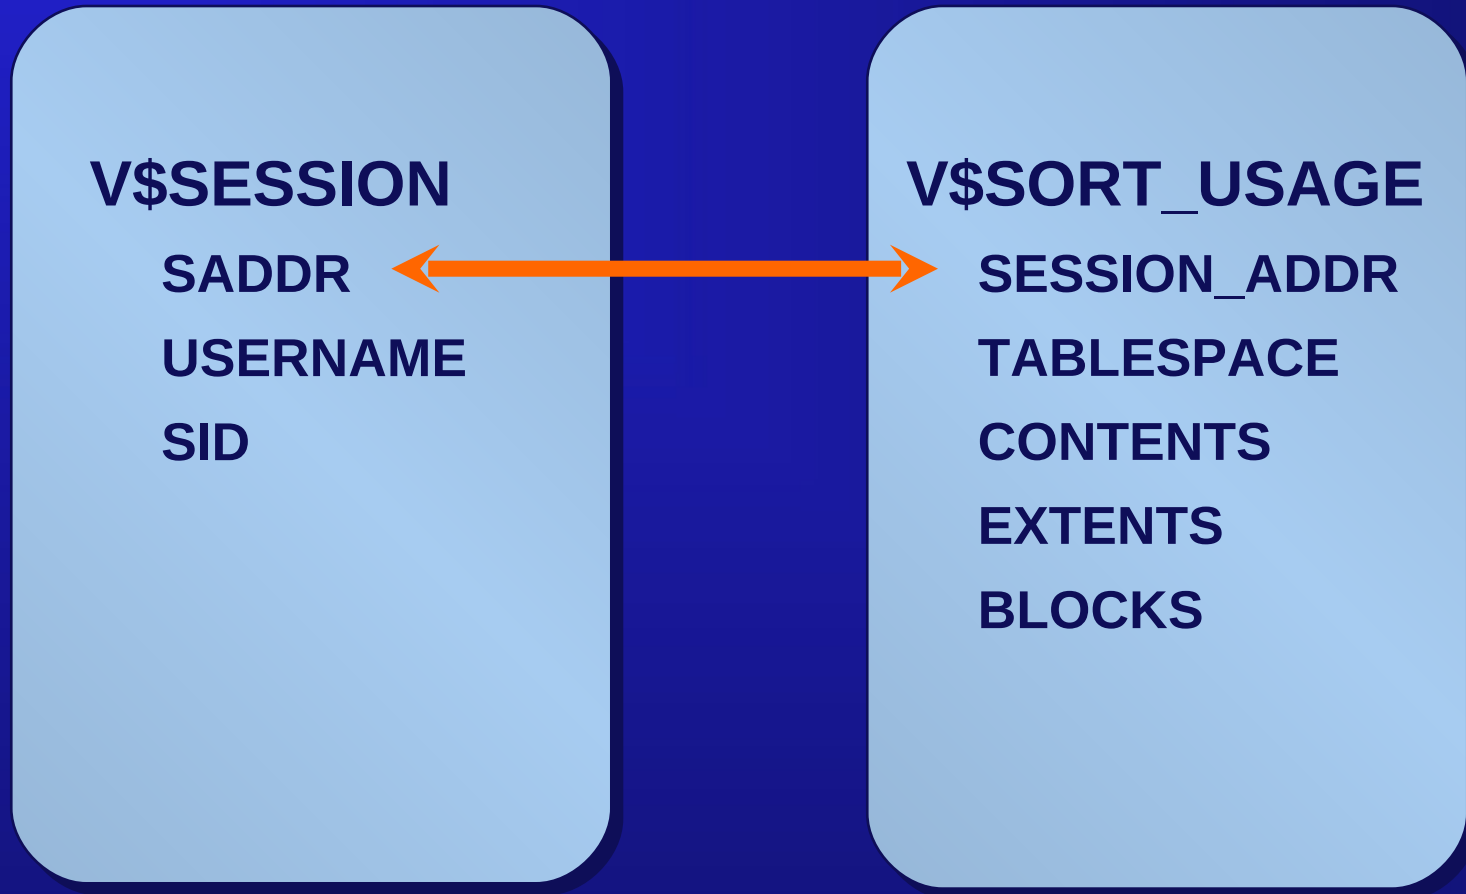 V$SESSION
SADDR
USERNAME
SID
V$SORT_USAGE
SESSION_ADDR
TABLESPACE
CONTENTS
EXTENTS
BLOCKS